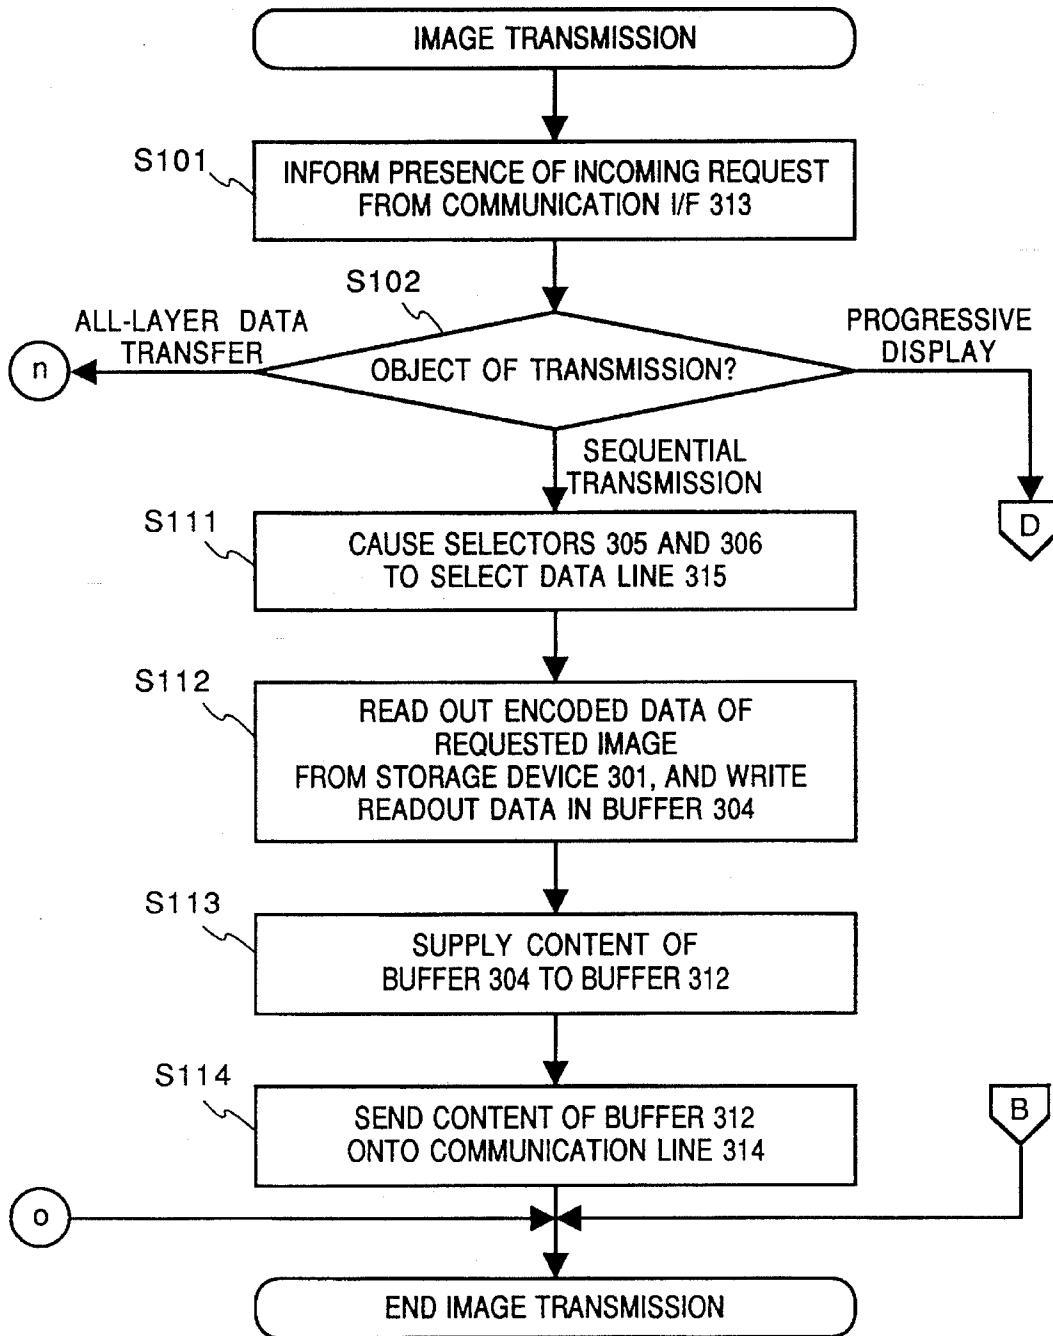 IMAGE TRANSMISSION
S101
INFORM PRESENCE OF INCOMING REQUEST
FROM COMMUNICATION I/F 313
S102
ALL-LAYER DATA
TRANSFER
n
OBJECT OF TRANSMISSION?
PROGRESSIVE
DISPLAY
D
SEQUENTIAL
TRANSMISSION
S111
CAUSE SELECTORS 305 AND 306
TO SELECT DATA LINE 315
S112
READ OUT ENCODED DATA OF
REQUESTED IMAGE
FROM STORAGE DEVICE 301, AND WRITE
READOUT DATA IN BUFFER 304
S113
SUPPLY CONTENT OF
BUFFER 304 TO BUFFER 312
S114
SEND CONTENT OF BUFFER 312
ONTO COMMUNICATION LINE 314
B
o
END IMAGE TRANSMISSION